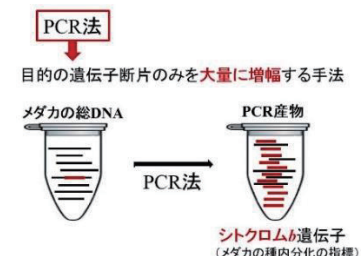 PCR法
目的の遺伝子断片のみを大量に増幅する手法
メダカの総DNA
PCR産物
PCR法
シトクロムb遺伝子
(メダカの種内分化の指標)